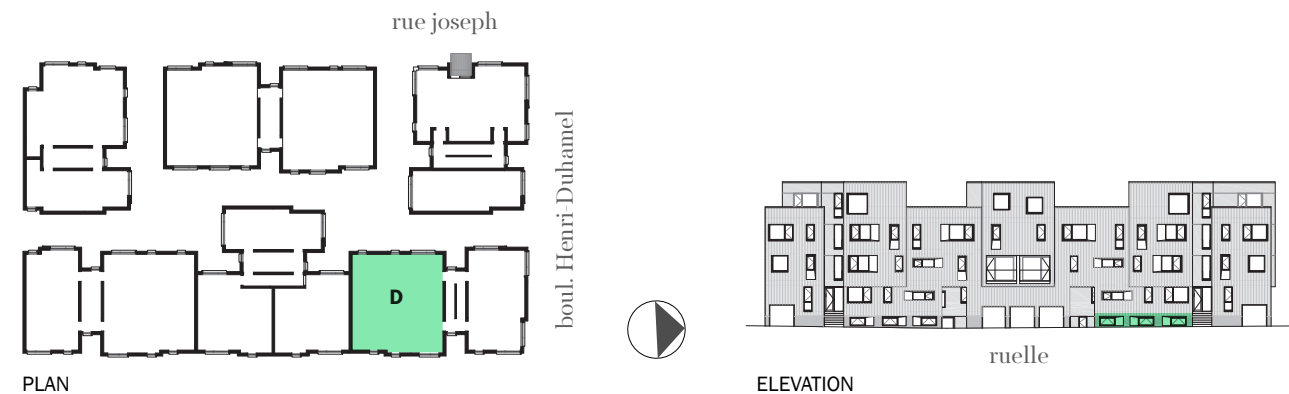 rue joseph
boul. Henri-Duhamel
D
PLAN
ruelle
ELEVATION